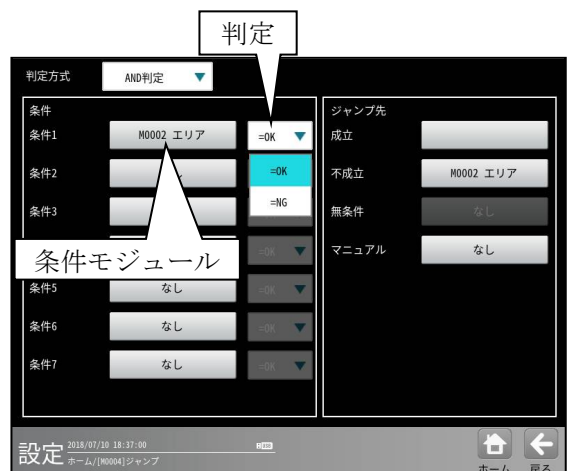 判定
判定方式 AND判定
条件
条件1 M0002 エリア =OK
条件2 =OK
条件3 =NG
条件モジュール =OK
条件5 なし =OK
条件6 なし =OK
条件7 なし =OK
ジャンプ先
成立
不成立 M0002 エリア
無条件 なし
マニュアル なし
設定 2018/07/10 18:37:00
ホーム/[M0004]ジャンプ
ホーム 戻る